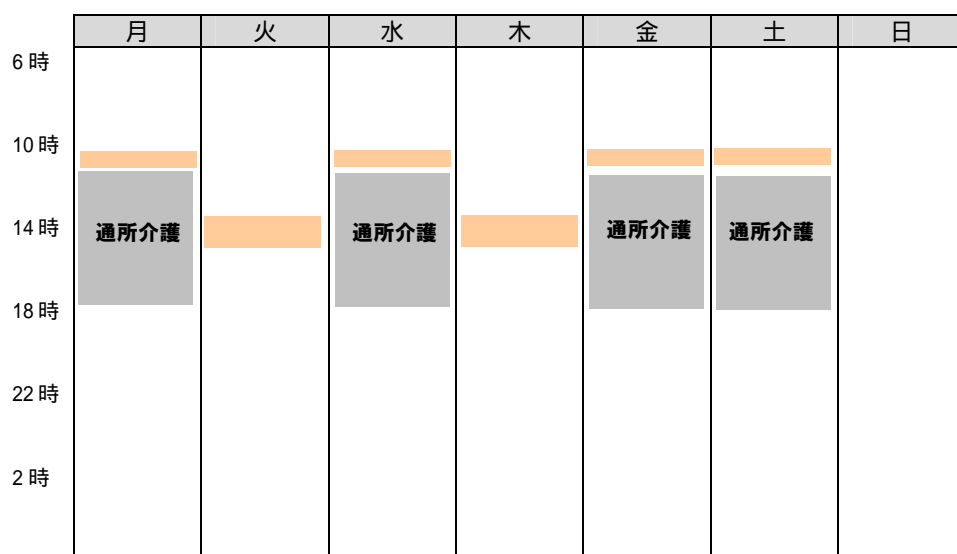 月 火 水 木 金 土 日
6 時
10 時
14 時 通所介護 通所介護 通所介護 通所介護
18 時
22 時
2 時